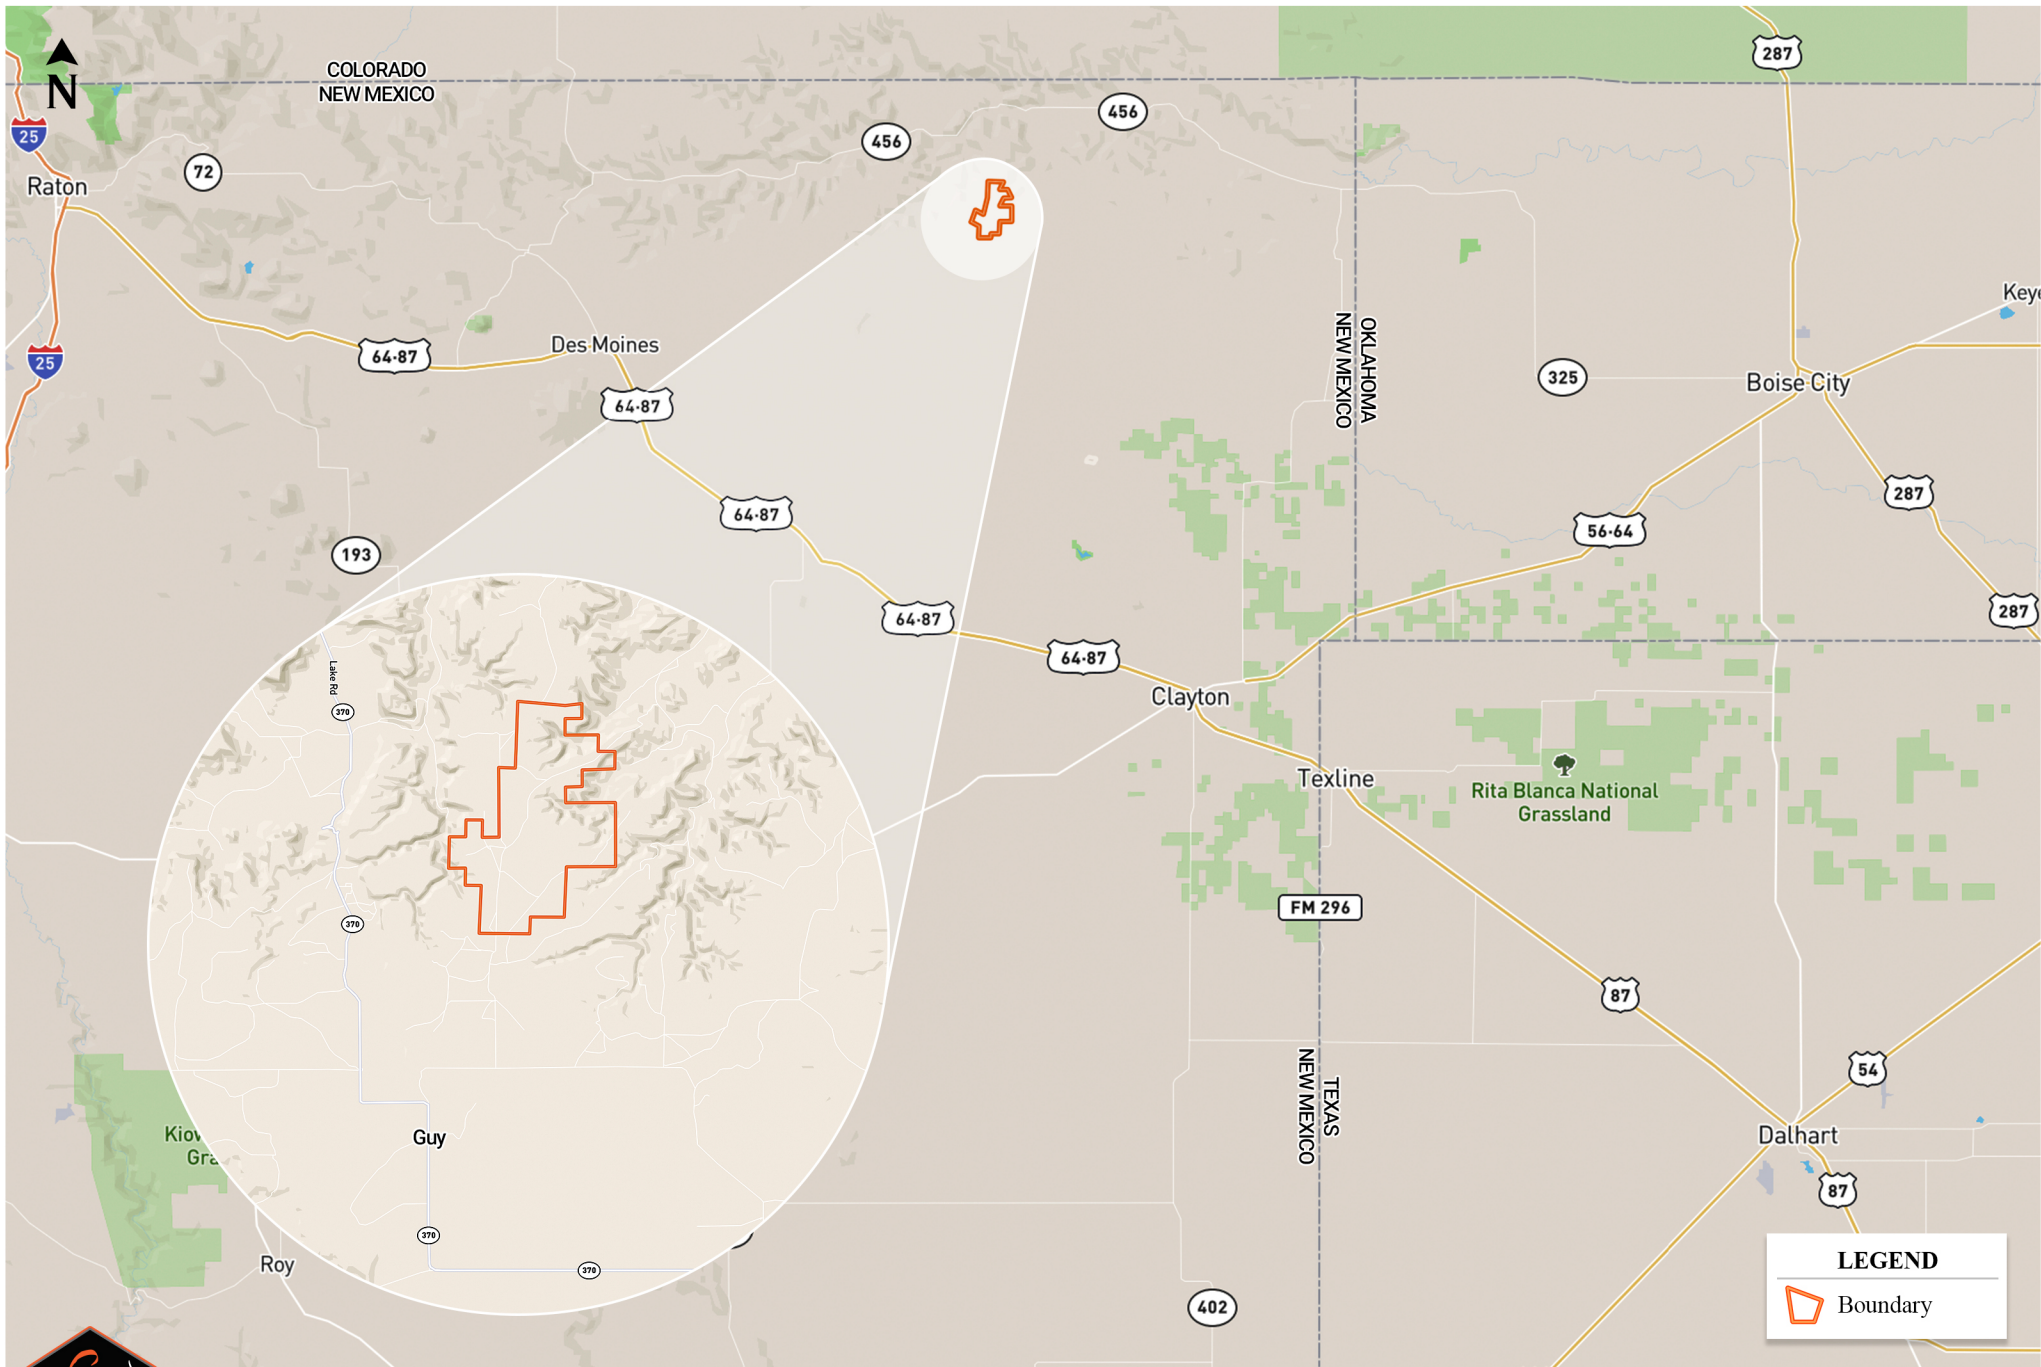 COLORADO
NEW MEXICO
N
287
25
72
456
456
Raton
25
64-87
Des Moines
64-87
OKLAHOMA
NEW MEXICO
325
Boise City
193
64-87
56-64
287
64-87
287
64-87
Clayton
Texline
Rita Blanca National
Grassland
FM 296
Lake Rd
370
370
87
54
TEXAS
NEW MEXICO
Dalhart
87
Guy
370
370
Roy
402
LEGEND
Boundary